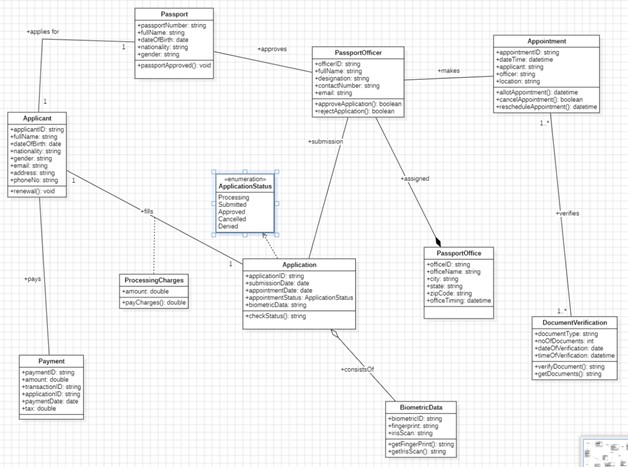 Passport
+passportNumber: string
+fullName: string
+dateOfBirth: date
+nationality: string
+gender: string
+passportApproved(): void
+applies for
1
1
+approves
PassportOfficer
+officerID: string
+fullName: string
+designation: string
+contactNumber: string
+email: string
+approveApplication(): boolean
+rejectApplication(): boolean
+makes
Appointment
+appointmentID: string
+dateTime: datetime
+applicant: string
+officer: string
+location: string
+allotAppointment(): datetime
+cancelAppointment(): boolean
+rescheduleAppointment(): datetime
1..*
Applicant
+applicantID: string
+fullName: string
+dateOfBirth: date
+nationality: string
+gender: string
+email: string
+address: string
+phoneNo: string
+renewal(): void
1
+submission
+assigned
«enumeration»
ApplicationStatus
Processing
Submitted
Approved
Cancelled
Denied
+fills
+verifies
1
Application
+applicationID: string
+submissionDate: date
+appointmentDate: date
+appointmentStatus: ApplicationStatus
+biometricData: string
+checkStatus(): string
PassportOffice
+officeID: string
+officeName: string
+city: string
+state: string
+zipCode: string
+officeTiming: datetime
+pays
ProcessingCharges
+amount: double
+payCharges(): double
1..*
DocumentVerification
+documentType: string
+noOfDocuments: int
+dateOfVerification: date
+timeOfVerification: datetime
+verifyDocument(): string
+getDocuments(): string
Payment
+paymentID: string
+amount: double
+transactionID: string
+applicationID: string
+paymentDate: date
+tax: double
+consistsOf
BiometricData
+biometricID: string
+fingerprint: string
+irisScan: string
+getFingerPrint(): string
+getIrisScan(): string